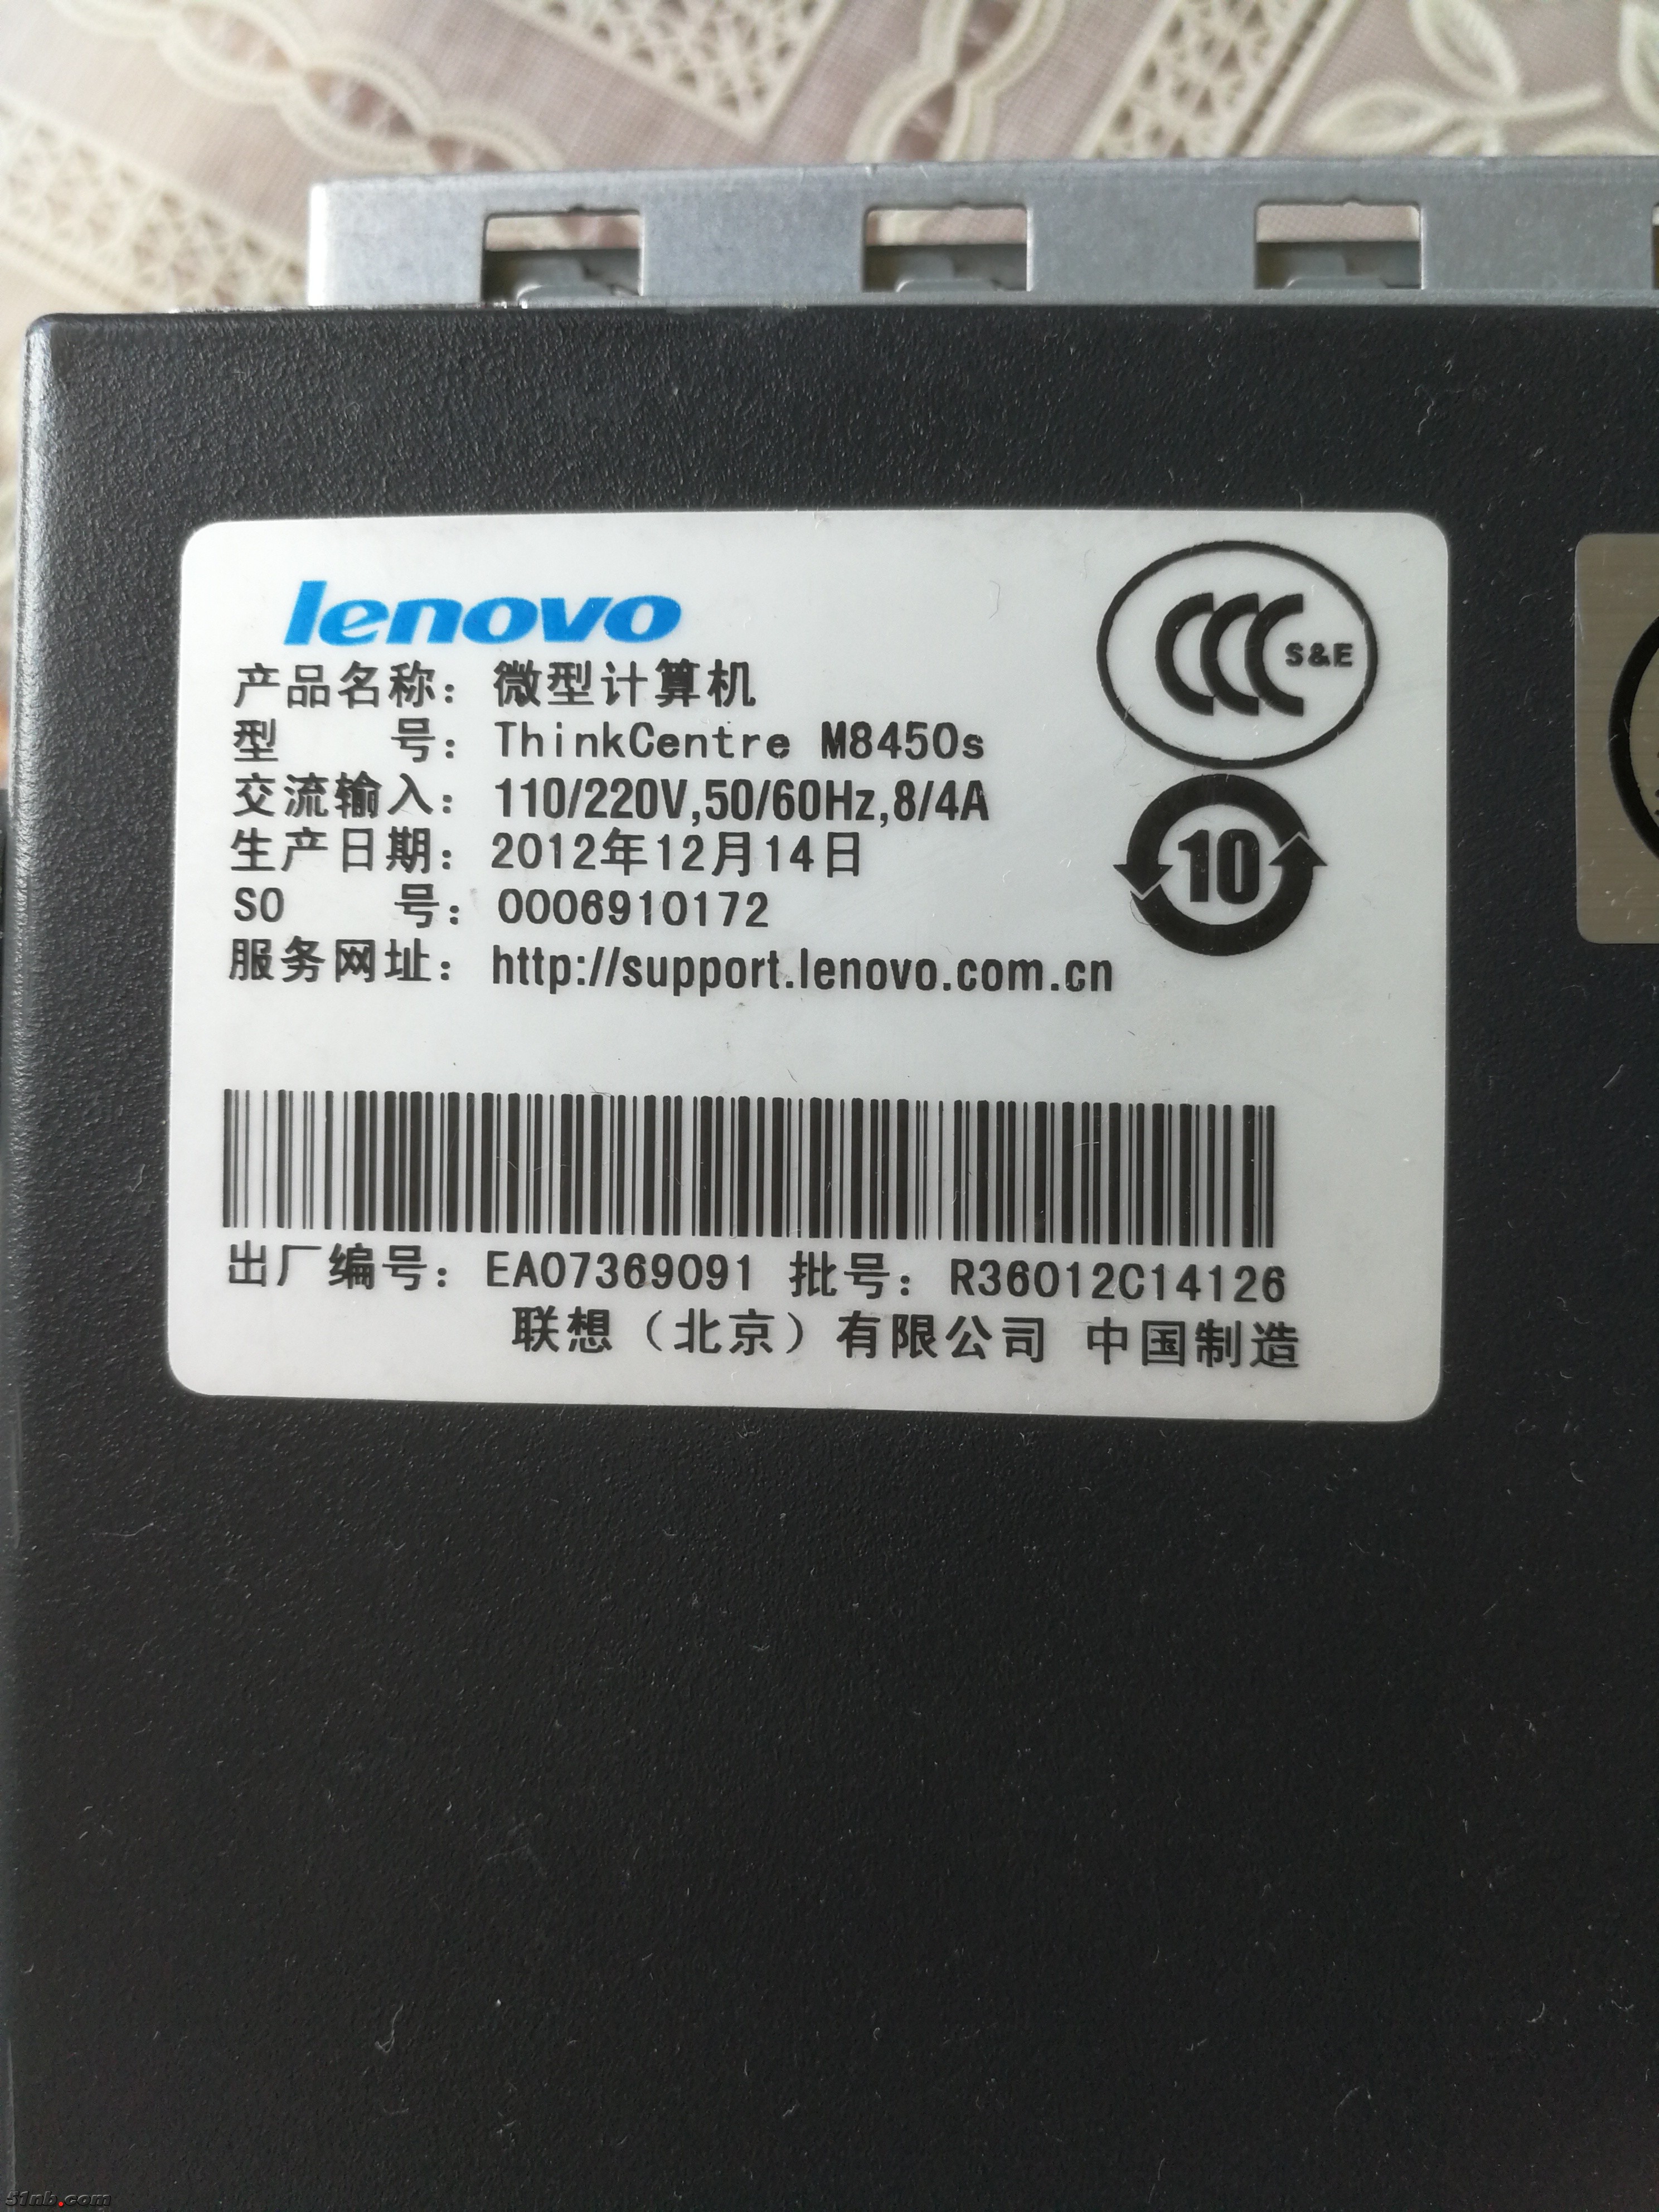 lenovo
CCC S&E
产品名称：微型计算机
型 号：ThinkCentre M8450s
交流输入：110/220V,50/60Hz,8/4A
生产日期：2012年12月14日
10
SO 号：0006910172
服务网址：http://support.lenovo.com.cn
出厂编号：EA07369091 批号：R36012C14126
联想（北京）有限公司 中国制造
51nb.com